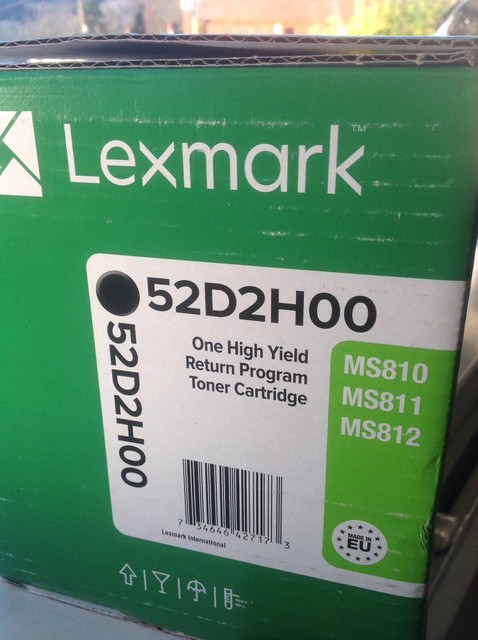 Lexmark™
52D2H00
52D2H00
One High Yield
Return Program
Toner Cartridge
MS810
MS811
MS812
7 34646 42717 3
Lexmark International
MADE IN
EU